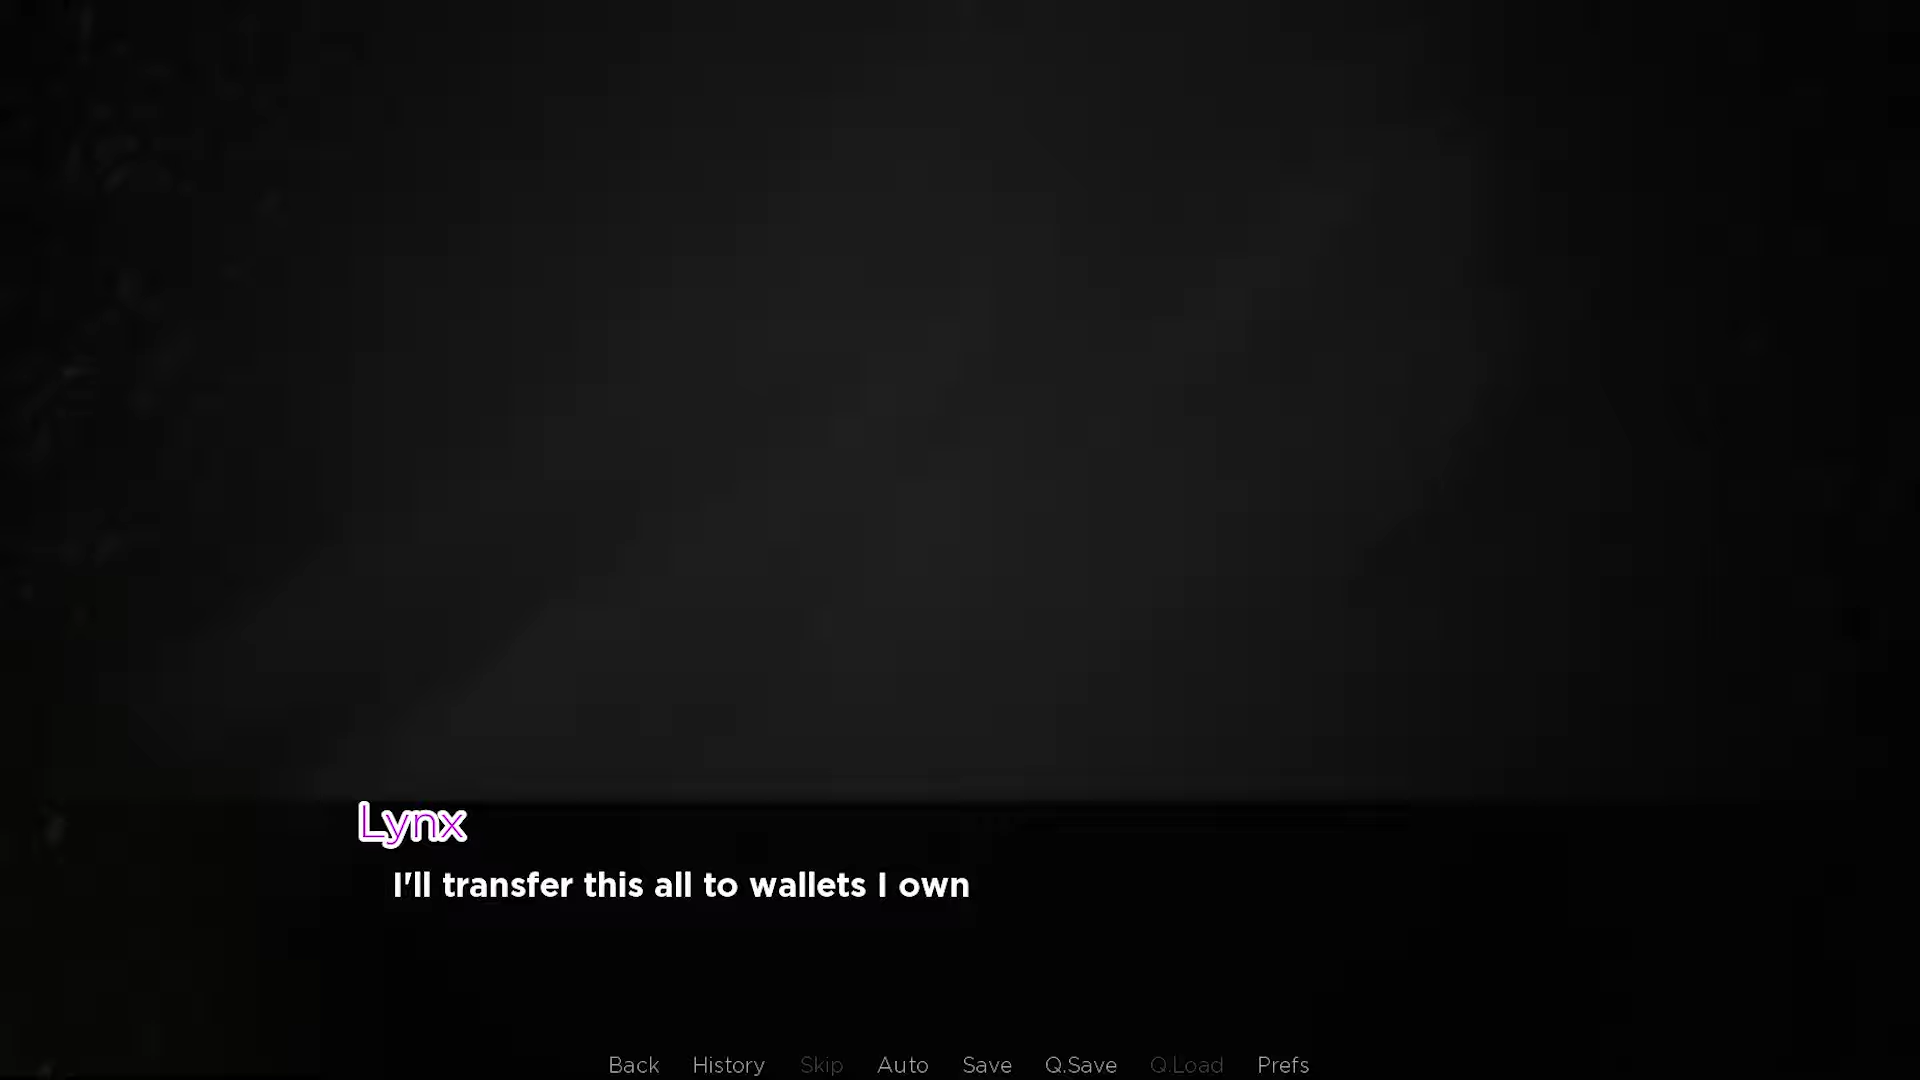 Lynx
I'll transfer this all to wallets I own
Back History Skip Auto Save Q.Save Q.Load Prefs